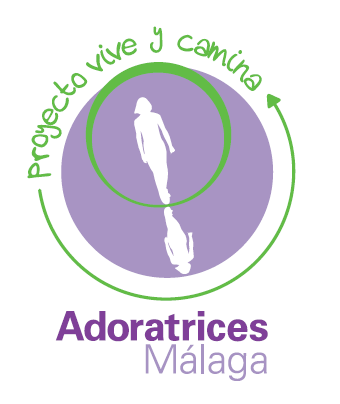 Proyecto vive y camina
Adoratrices
Málaga